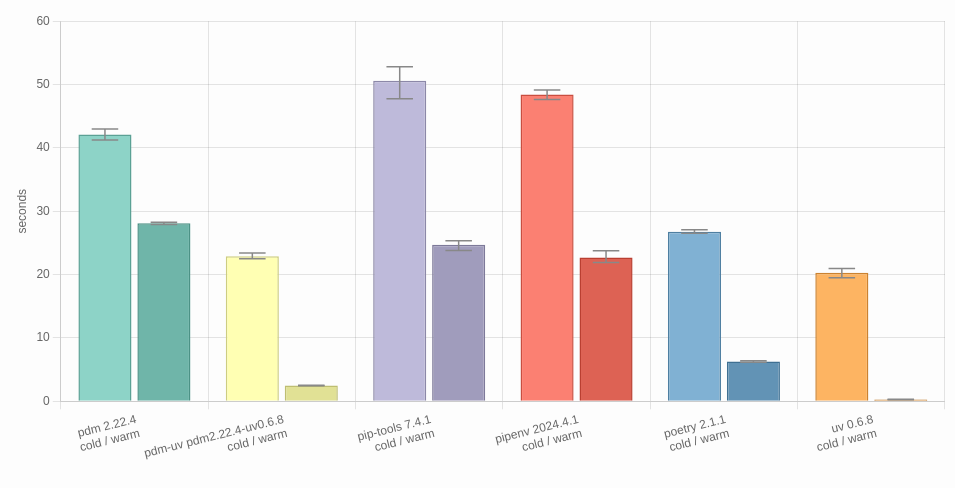 60
50
40
30
20
10
0
seconds
pdm 2.22.4
cold / warm
pdm-uv pdm2.22.4-uv0.6.8
cold / warm
pip-tools 7.4.1
cold / warm
pipenv 2024.4.1
cold / warm
poetry 2.1.1
cold / warm
uv 0.6.8
cold / warm